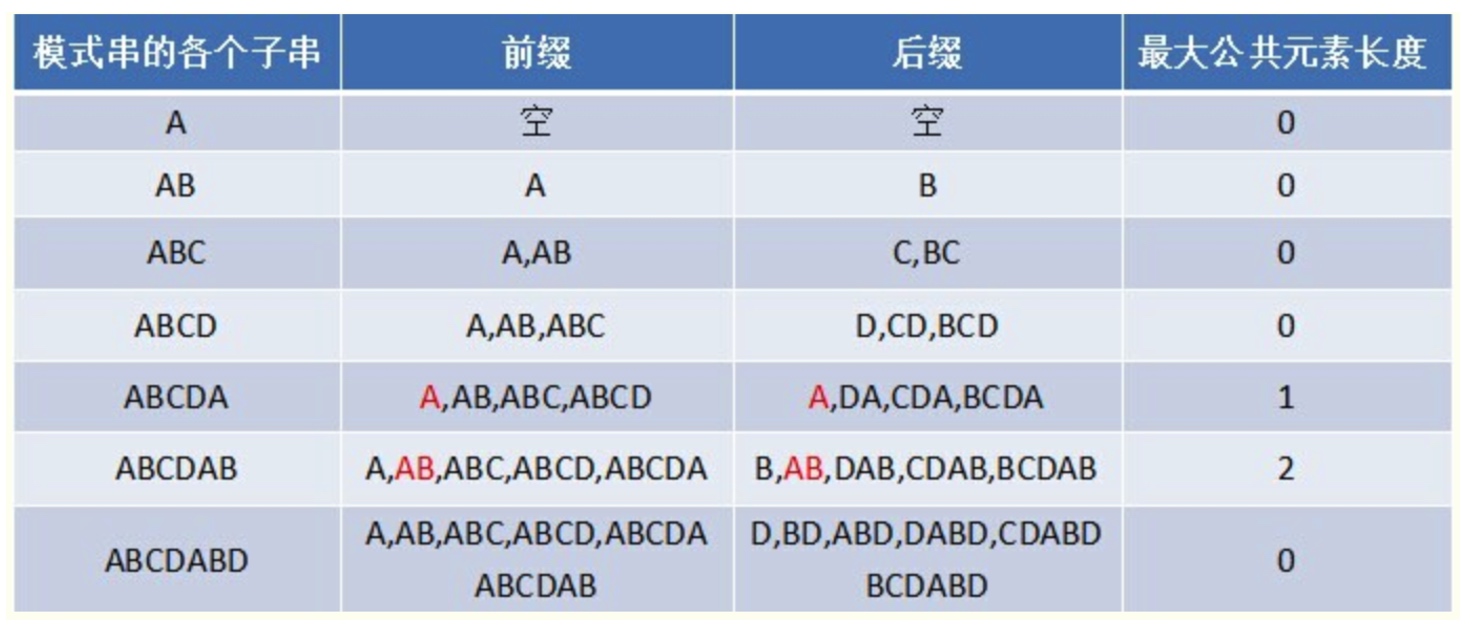 模式串的各个子串 前缀 后缀 最大公共元素长度
A 空 空 0
AB A B 0
ABC A,AB C,BC 0
ABCD A,AB,ABC D,CD,BCD 0
ABCDA A,AB,ABC,ABCD A,DA,CDA,BCDA 1
ABCDAB A,AB,ABC,ABCD,ABCDA B,AB,DAB,CDAB,BCDAB 2
ABCDABD A,AB,ABC,ABCD,ABCDA D,BD,ABD,DABD,CDABD 0
ABCDAB BCDABD